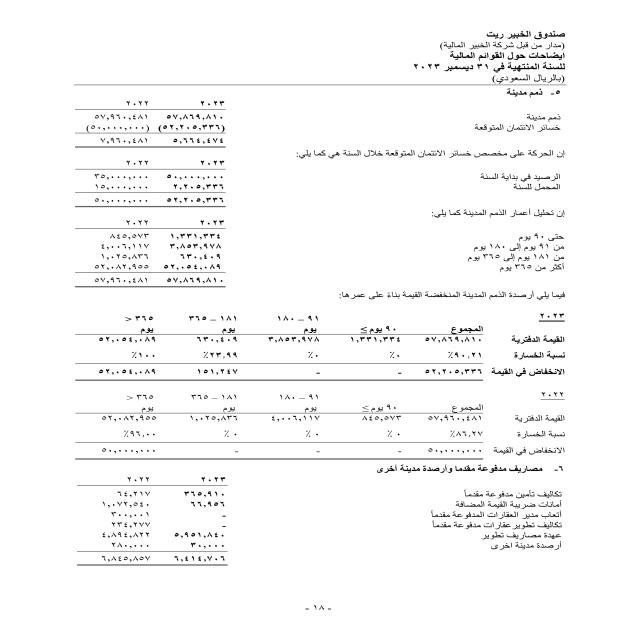 صندوق الخبير ريت
(مدار من قبل شركة الخبير المالية)
إيضاحات حول القوائم المالية
للسنة المنتهية في ٣١ ديسمبر ٢٠٢٣
(بالريال السعودي)
٥- ذمم مدينة
٢٠٢٣ ٢٠٢٢
ذمم مدينة ٥٧,٨٦٩,٨١٠ ٥٧,٩٦٠,٤٨١
خسائر الائتمان المتوقعة (٥٢,٢٠٥,٣٣٦) (٥٠,٠٠٠,٠٠٠)
٥,٦٦٤,٤٧٤ ٧,٩٦٠,٤٨١
إن الحركة على مخصص خسائر الائتمان المتوقعة خلال السنة هي كما يلي:
٢٠٢٣ ٢٠٢٢
الرصيد في بداية السنة ٥٠,٠٠٠,٠٠٠ ٣٥,٠٠٠,٠٠٠
المحمل للسنة ٢,٢٠٥,٣٣٦ ١٥,٠٠٠,٠٠٠
٥٢,٢٠٥,٣٣٦ ٥٠,٠٠٠,٠٠٠
إن تحليل أعمار الذمم المدينة كما يلي:
٢٠٢٣ ٢٠٢٢
حتى ٩٠ يوم ١,٣٣١,٣٣٤ ٨٤٥,٥٧٣
من ٩١ يوم إلى ١٨٠ يوم ٣,٨٥٣,٩٧٨ ٤,٠٠٦,١١٧
من ١٨١ يوم إلى ٣٦٥ يوم ٦٣٠,٤٠٩ ١,٠٢٥,٨٣٦
أكثر من ٣٦٥ يوم ٥٢,٠٥٤,٠٨٩ ٥٢,٠٨٢,٩٥٥
٥٧,٨٦٩,٨١٠ ٥٧,٩٦٠,٤٨١
فيما يلي أرصدة الذمم المدينة المنخفضة القيمة بناءً على عمرها:
٢٠٢٣ ٩١ – ١٨٠ ١٨١ – ٣٦٥ ٣٦٥ <
المجموع ٩٠ يوم ≥ يوم يوم يوم
القيمة الدفترية ٥٧,٨٦٩,٨١٠ ١,٣٣١,٣٣٤ ٣,٨٥٣,٩٧٨ ٦٣٠,٤٠٩ ٥٢,٠٥٤,٠٨٩
نسبة الخسارة ٩٠,٢١٪ ٠٪ ٠٪ ٢٣,٩٩٪ ١٠٠٪
الانخفاض في القيمة ٥٢,٢٠٥,٣٣٦ - - ١٥١,٢٤٧ ٥٢,٠٥٤,٠٨٩
٢٠٢٢ ٩١ – ١٨٠ ١٨١ – ٣٦٥ ٣٦٥ <
المجموع ٩٠ يوم ≥ يوم يوم يوم
القيمة الدفترية ٥٧,٩٦٠,٤٨١ ٨٤٥,٥٧٣ ٤,٠٠٦,١١٧ ١,٠٢٥,٨٣٦ ٥٢,٠٨٢,٩٥٥
نسبة الخسارة ٨٦,٢٧٪ ٠٪ ٠٪ ٠٪ ٩٦,٠٠٪
الانخفاض في القيمة ٥٠,٠٠٠,٠٠٠ - - - ٥٠,٠٠٠,٠٠٠
٦- مصاريف مدفوعة مقدما وأرصدة مدينة أخرى
٢٠٢٣ ٢٠٢٢
تكاليف تأمين مدفوعة مقدماً ٣٦٥,٩١٠ ٦٤,٢١٧
أمانات ضريبة القيمة المضافة ٦٦,٩٥٦ ١,٠٧٢,٥٤٠
أتعاب مدير العقارات المدفوعة مقدماً - ٣٠٠,٠٠١
تكاليف تطوير عقارات مدفوعة مقدماً - ٢٣٤,٢٧٧
عهدة مصاريف تطوير ٥,٩٥١,٨٤٠ ٤,٨٩٤,٨٢٢
أرصدة مدينة أخرى ٣٠,٠٠٠ ٢٨٠,٠٠٠
٦,٤١٤,٧٠٦ ٦,٨٤٥,٨٥٧
- ١٨ -